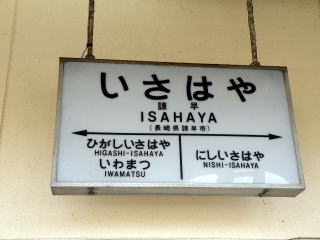 いさはや
諫早
ISAHAYA
(長崎県諫早市)
ひがしいさはや
HIGASHI-ISAHAYA
いわまつ
IWAMATSU
にしいさはや
NISHI-ISAHAYA